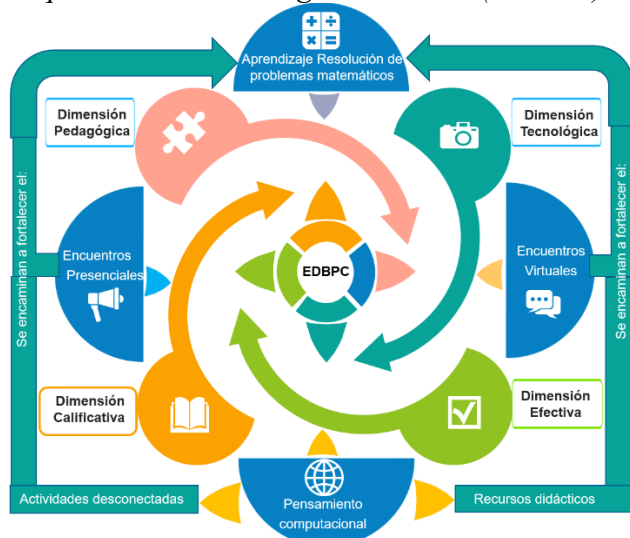 Aprendizaje Resolución de
problemas matemáticos
Dimensión
Pedagógica
Dimensión
Tecnológica
Se encaminan a fortalecer el:
Encuentros
Presenciales
EDBPC
Encuentros
Virtuales
Se encaminan a fortalecer el:
Dimensión
Calificativa
Dimensión
Efectiva
Actividades desconectadas
Pensamiento
computacional
Recursos didácticos